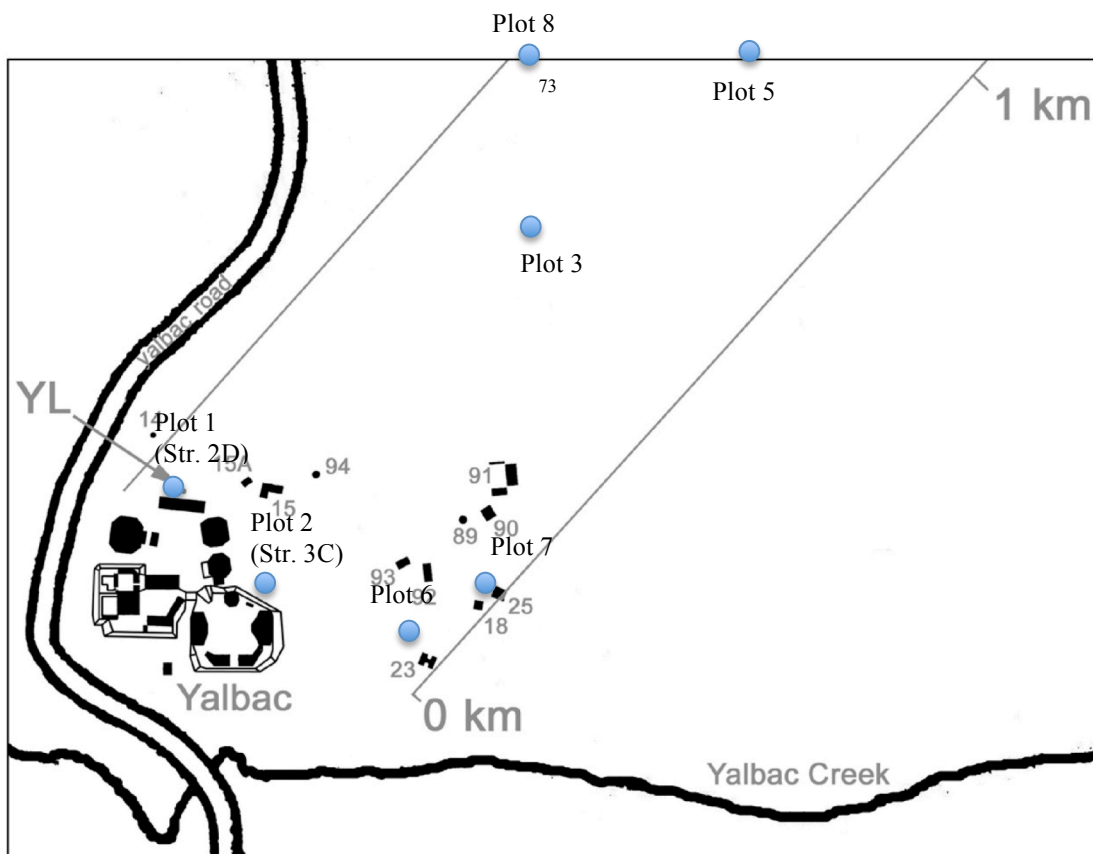 Plot 8
73
Plot 5
1 km
Plot 3
yalbac road
YL
14
Plot 1
(Str. 2D)
15A
94
91
15
Plot 2
(Str. 3C)
89
90
Plot 7
93
92
Plot 6
25
18
23
Yalbac
0 km
Yalbac Creek